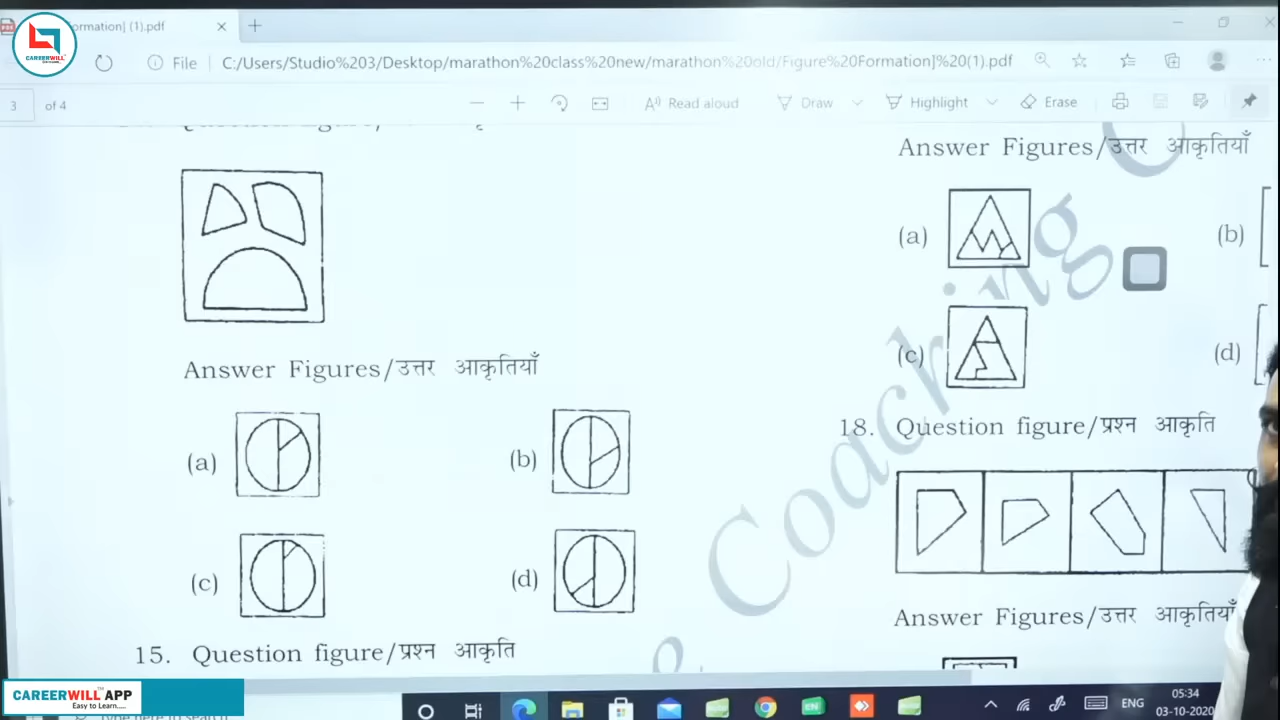 ormation] (1).pdf
CAREERWILL
File
C:/Users/Studio%203/Desktop/marathon%20class%20new/marathon%20old/Figure%20Formation]%20(1).pdf
3 of 4
Read aloud
Draw
Highlight
Erase
Answer Figures/उत्तर आकृतियाँ
(a)
(b)
(c)
(d)
Answer Figures/उत्तर आकृतियाँ
(a)
(b)
(c)
(d)
15. Question figure/प्रश्न आकृति
18. Question figure/प्रश्न आकृति
Answer Figures/उत्तर आकृतियाँ
Coaching
CAREERWILL APP
Easy to Learn.....
ENG
05:34
03-10-2020